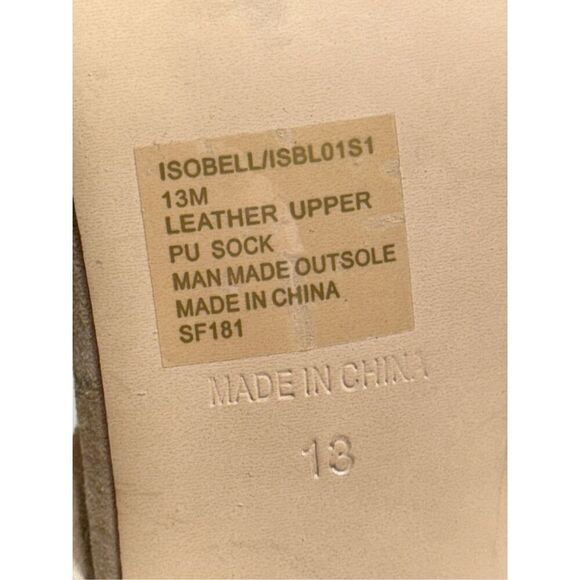 ISOBELL/ISBL01S1
13M
LEATHER UPPER
PU SOCK
MAN MADE OUTSOLE
MADE IN CHINA
SF181
MADE IN CHINA
13